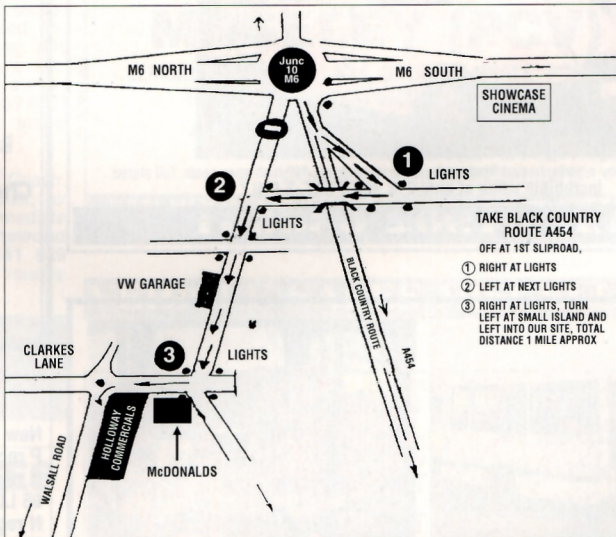 Junc
10
M6
M6 NORTH
M6 SOUTH
SHOWCASE
CINEMA
1
LIGHTS
2
LIGHTS
TAKE BLACK COUNTRY
ROUTE A454
OFF AT 1ST SLIPROAD,
1 RIGHT AT LIGHTS
2 LEFT AT NEXT LIGHTS
3 RIGHT AT LIGHTS, TURN
LEFT AT SMALL ISLAND AND
LEFT INTO OUR SITE, TOTAL
DISTANCE 1 MILE APPROX
VW GARAGE
BLACK COUNTRY ROUTE
A454
CLARKES
LANE
3
LIGHTS
HOLLOWAY
COMMERCIALS
WALSALL ROAD
McDONALDS